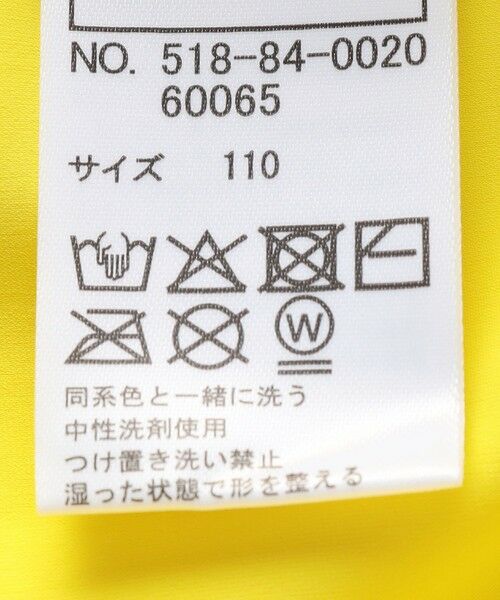 NO. 518-84-0020
60065
サイズ 110
W
同系色と一緒に洗う
中性洗剤使用
つけ置き洗い禁止
湿った状態で形を整える